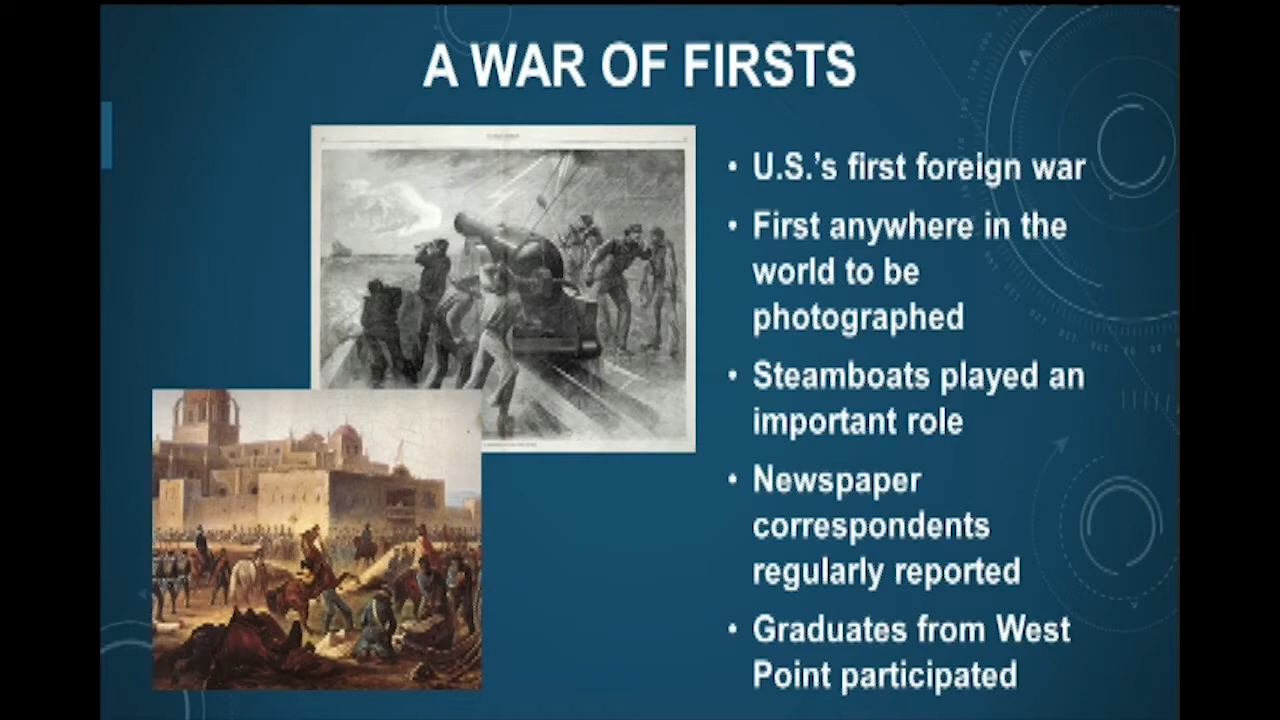 A WAR OF FIRSTS
• U.S.'s first foreign war
• First anywhere in the
world to be
photographed
• Steamboats played an
important role
• Newspaper
correspondents
regularly reported
• Graduates from West
Point participated